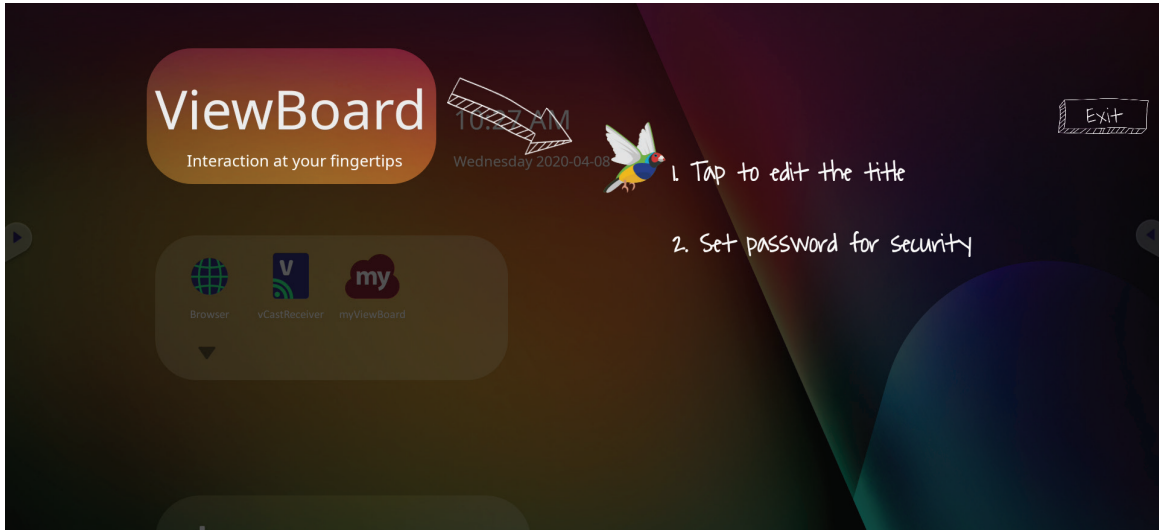 ViewBoard
Interaction at your fingertips
10:27 AM
Wednesday 2020-04-08
Exit
1. Tap to edit the title
2. Set password for security
V
my
Browser
vCastReceiver
myViewBoard